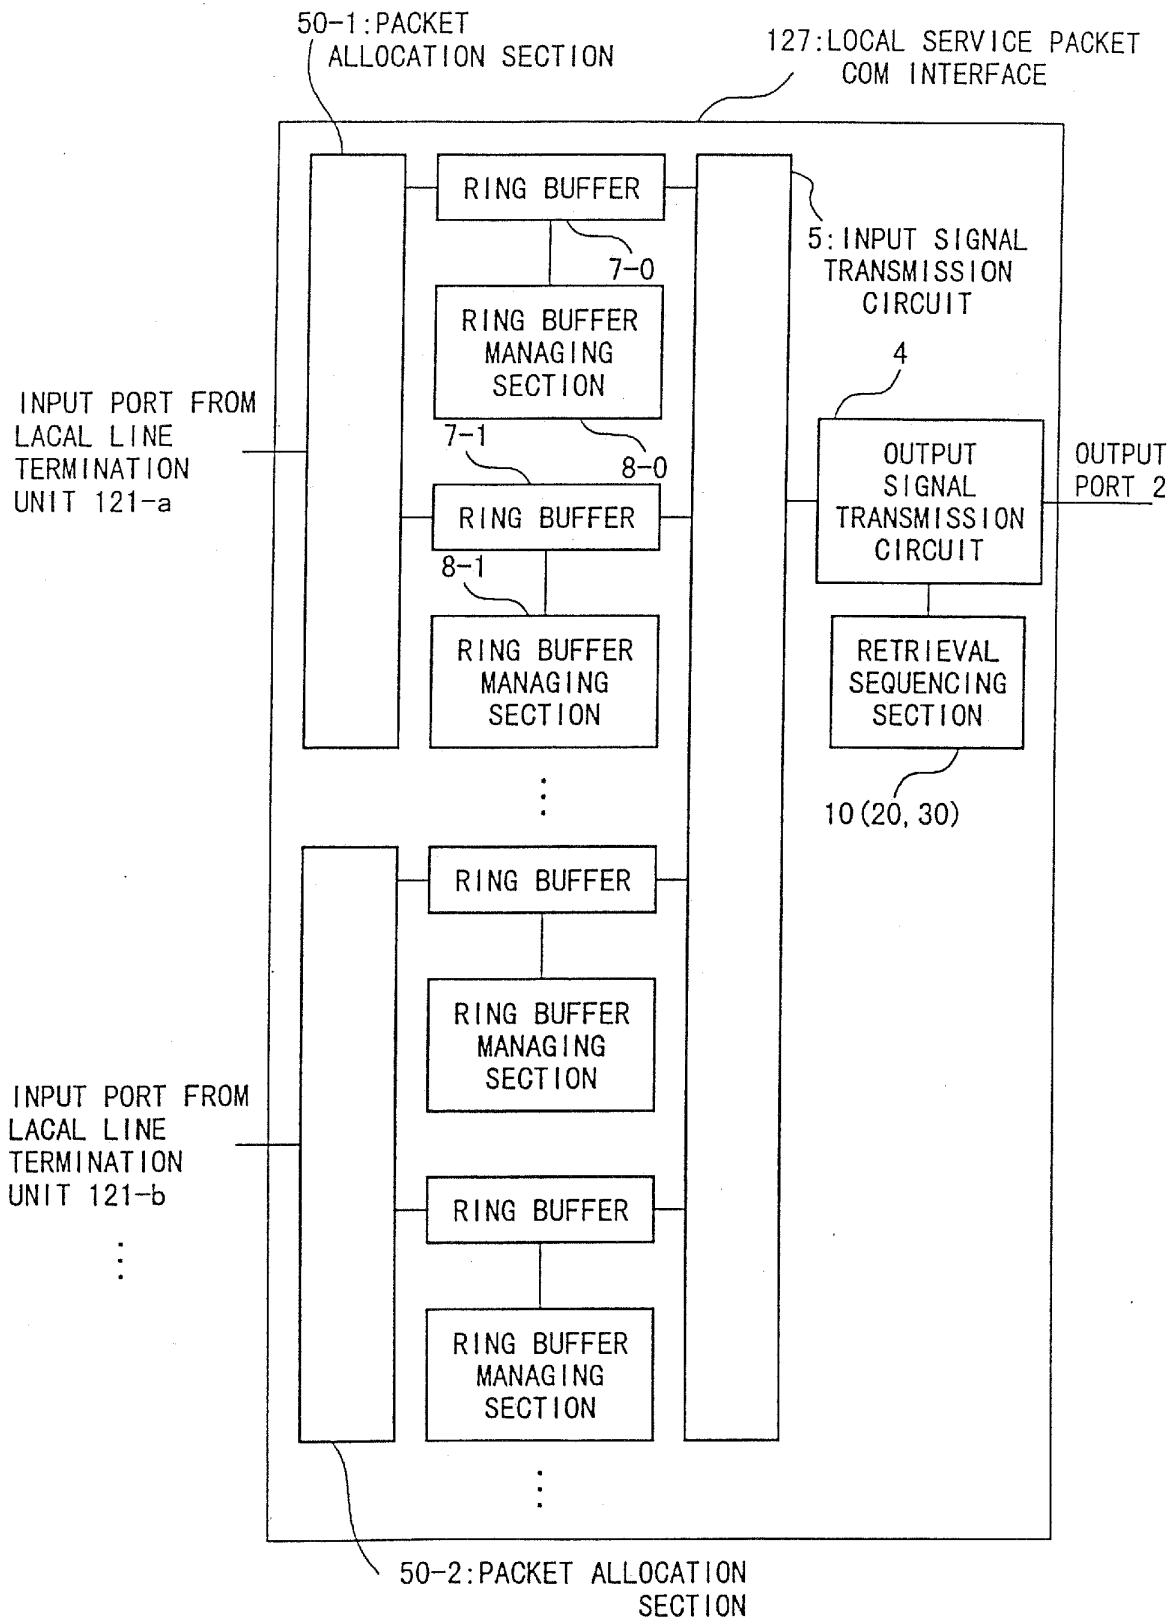 50-1:PACKET
ALLOCATION SECTION
127:LOCAL SERVICE PACKET
COM INTERFACE
RING BUFFER
7-0
5:INPUT SIGNAL
TRANSMISSION
CIRCUIT
RING BUFFER
MANAGING
SECTION
8-0
4
INPUT PORT FROM
LACAL LINE
TERMINATION
UNIT 121-a
7-1
RING BUFFER
OUTPUT
SIGNAL
TRANSMISSION
CIRCUIT
OUTPUT
PORT 2
8-1
RING BUFFER
MANAGING
SECTION
RETRIEVAL
SEQUENCING
SECTION
10(20,30)
RING BUFFER
RING BUFFER
MANAGING
SECTION
INPUT PORT FROM
LACAL LINE
TERMINATION
UNIT 121-b
RING BUFFER
RING BUFFER
MANAGING
SECTION
50-2:PACKET ALLOCATION
SECTION